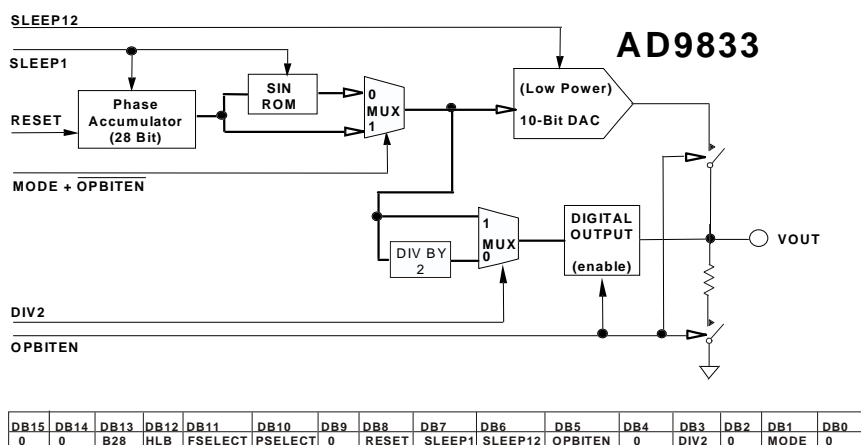 SLEEP12
AD9833
SLEEP1
RESET
Phase
Accumulator
(28 Bit)
SIN
ROM
0
MUX
1
(Low Power)
10-Bit DAC
MODE + OPBITEN
1
MUX
0
DIV BY
2
DIGITAL
OUTPUT
(enable)
VOUT
DIV2
OPBITEN
DB15 DB14 DB13 DB12 DB11 DB10 DB9 DB8 DB7 DB6 DB5 DB4 DB3 DB2 DB1 DB0
0 0 B28 HLB FSELECT PSELECT 0 RESET SLEEP1 SLEEP12 OPBITEN 0 DIV2 0 MODE 0